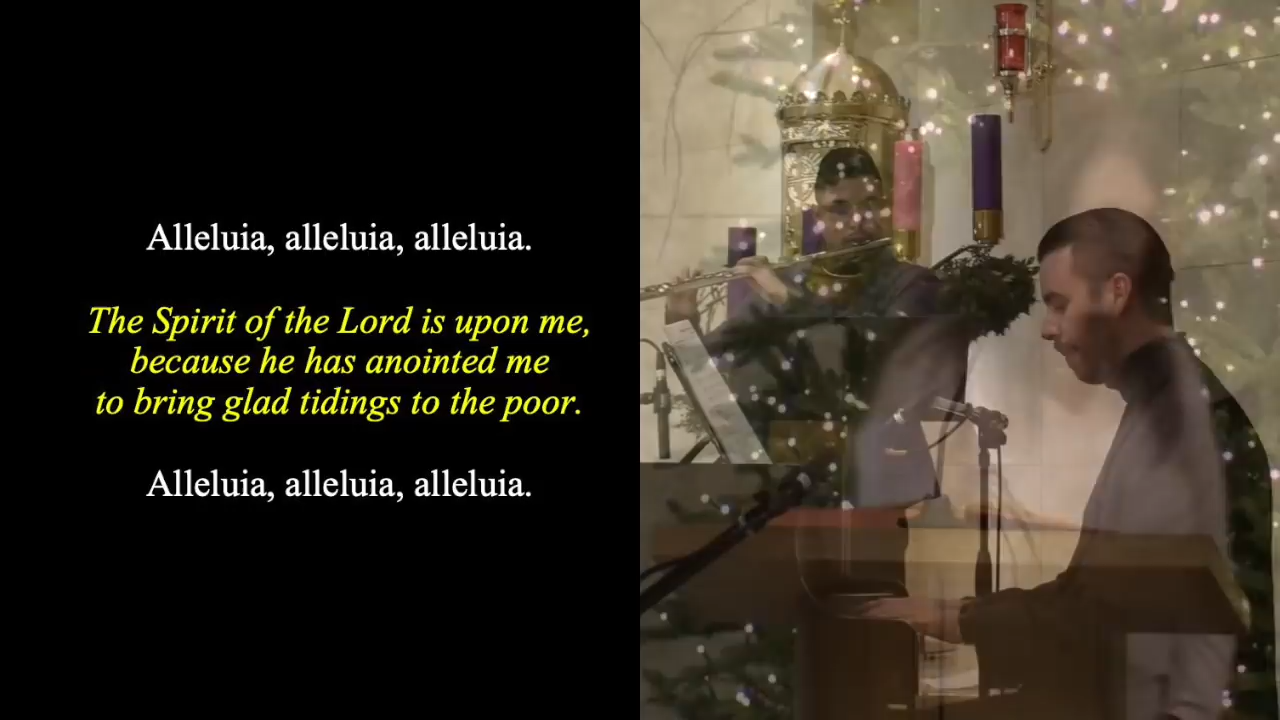 Alleluia, alleluia, alleluia.
The Spirit of the Lord is upon me,
because he has anointed me
to bring glad tidings to the poor.
Alleluia, alleluia, alleluia.